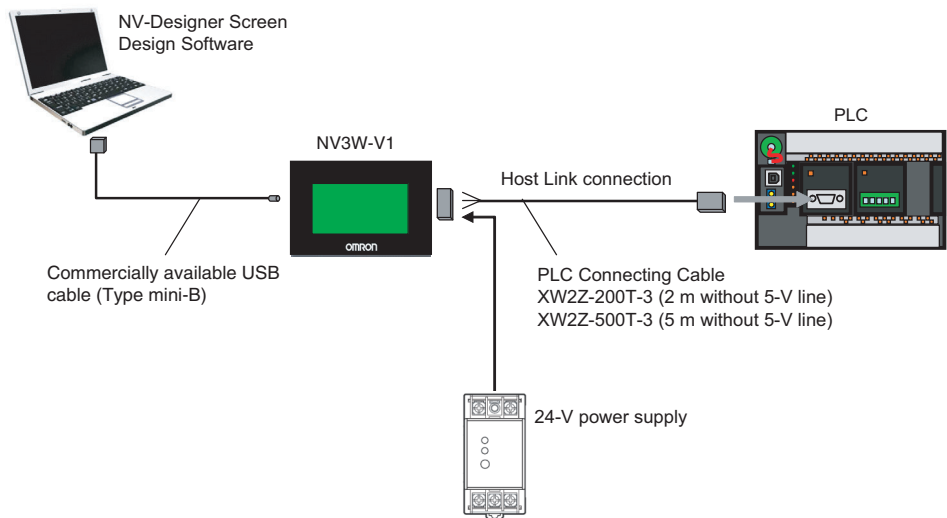 NV-Designer Screen
Design Software
PLC
NV3W-V1
Host Link connection
OMRON
Commercially available USB
cable (Type mini-B)
PLC Connecting Cable
XW2Z-200T-3 (2 m without 5-V line)
XW2Z-500T-3 (5 m without 5-V line)
24-V power supply